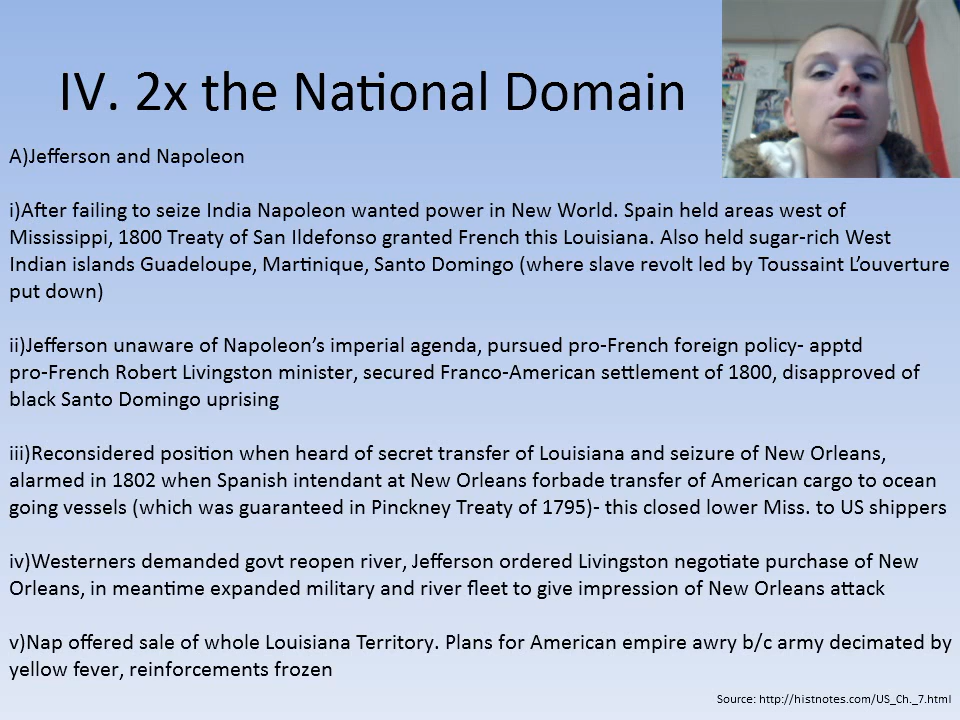 IV. 2x the National Domain
A)Jefferson and Napoleon
i)After failing to seize India Napoleon wanted power in New World. Spain held areas west of
Mississippi, 1800 Treaty of San Ildefonso granted French this Louisiana. Also held sugar-rich West
Indian islands Guadeloupe, Martinique, Santo Domingo (where slave revolt led by Toussaint L’ouverture
put down)
ii)Jefferson unaware of Napoleon’s imperial agenda, pursued pro-French foreign policy- apptd
pro-French Robert Livingston minister, secured Franco-American settlement of 1800, disapproved of
black Santo Domingo uprising
iii)Reconsidered position when heard of secret transfer of Louisiana and seizure of New Orleans,
alarmed in 1802 when Spanish intendant at New Orleans forbade transfer of American cargo to ocean
going vessels (which was guaranteed in Pinckney Treaty of 1795)- this closed lower Miss. to US shippers
iv)Westerners demanded govt reopen river, Jefferson ordered Livingston negotiate purchase of New
Orleans, in meantime expanded military and river fleet to give impression of New Orleans attack
v)Nap offered sale of whole Louisiana Territory. Plans for American empire awry b/c army decimated by
yellow fever, reinforcements frozen
Source: http://histnotes.com/US_Ch._7.html